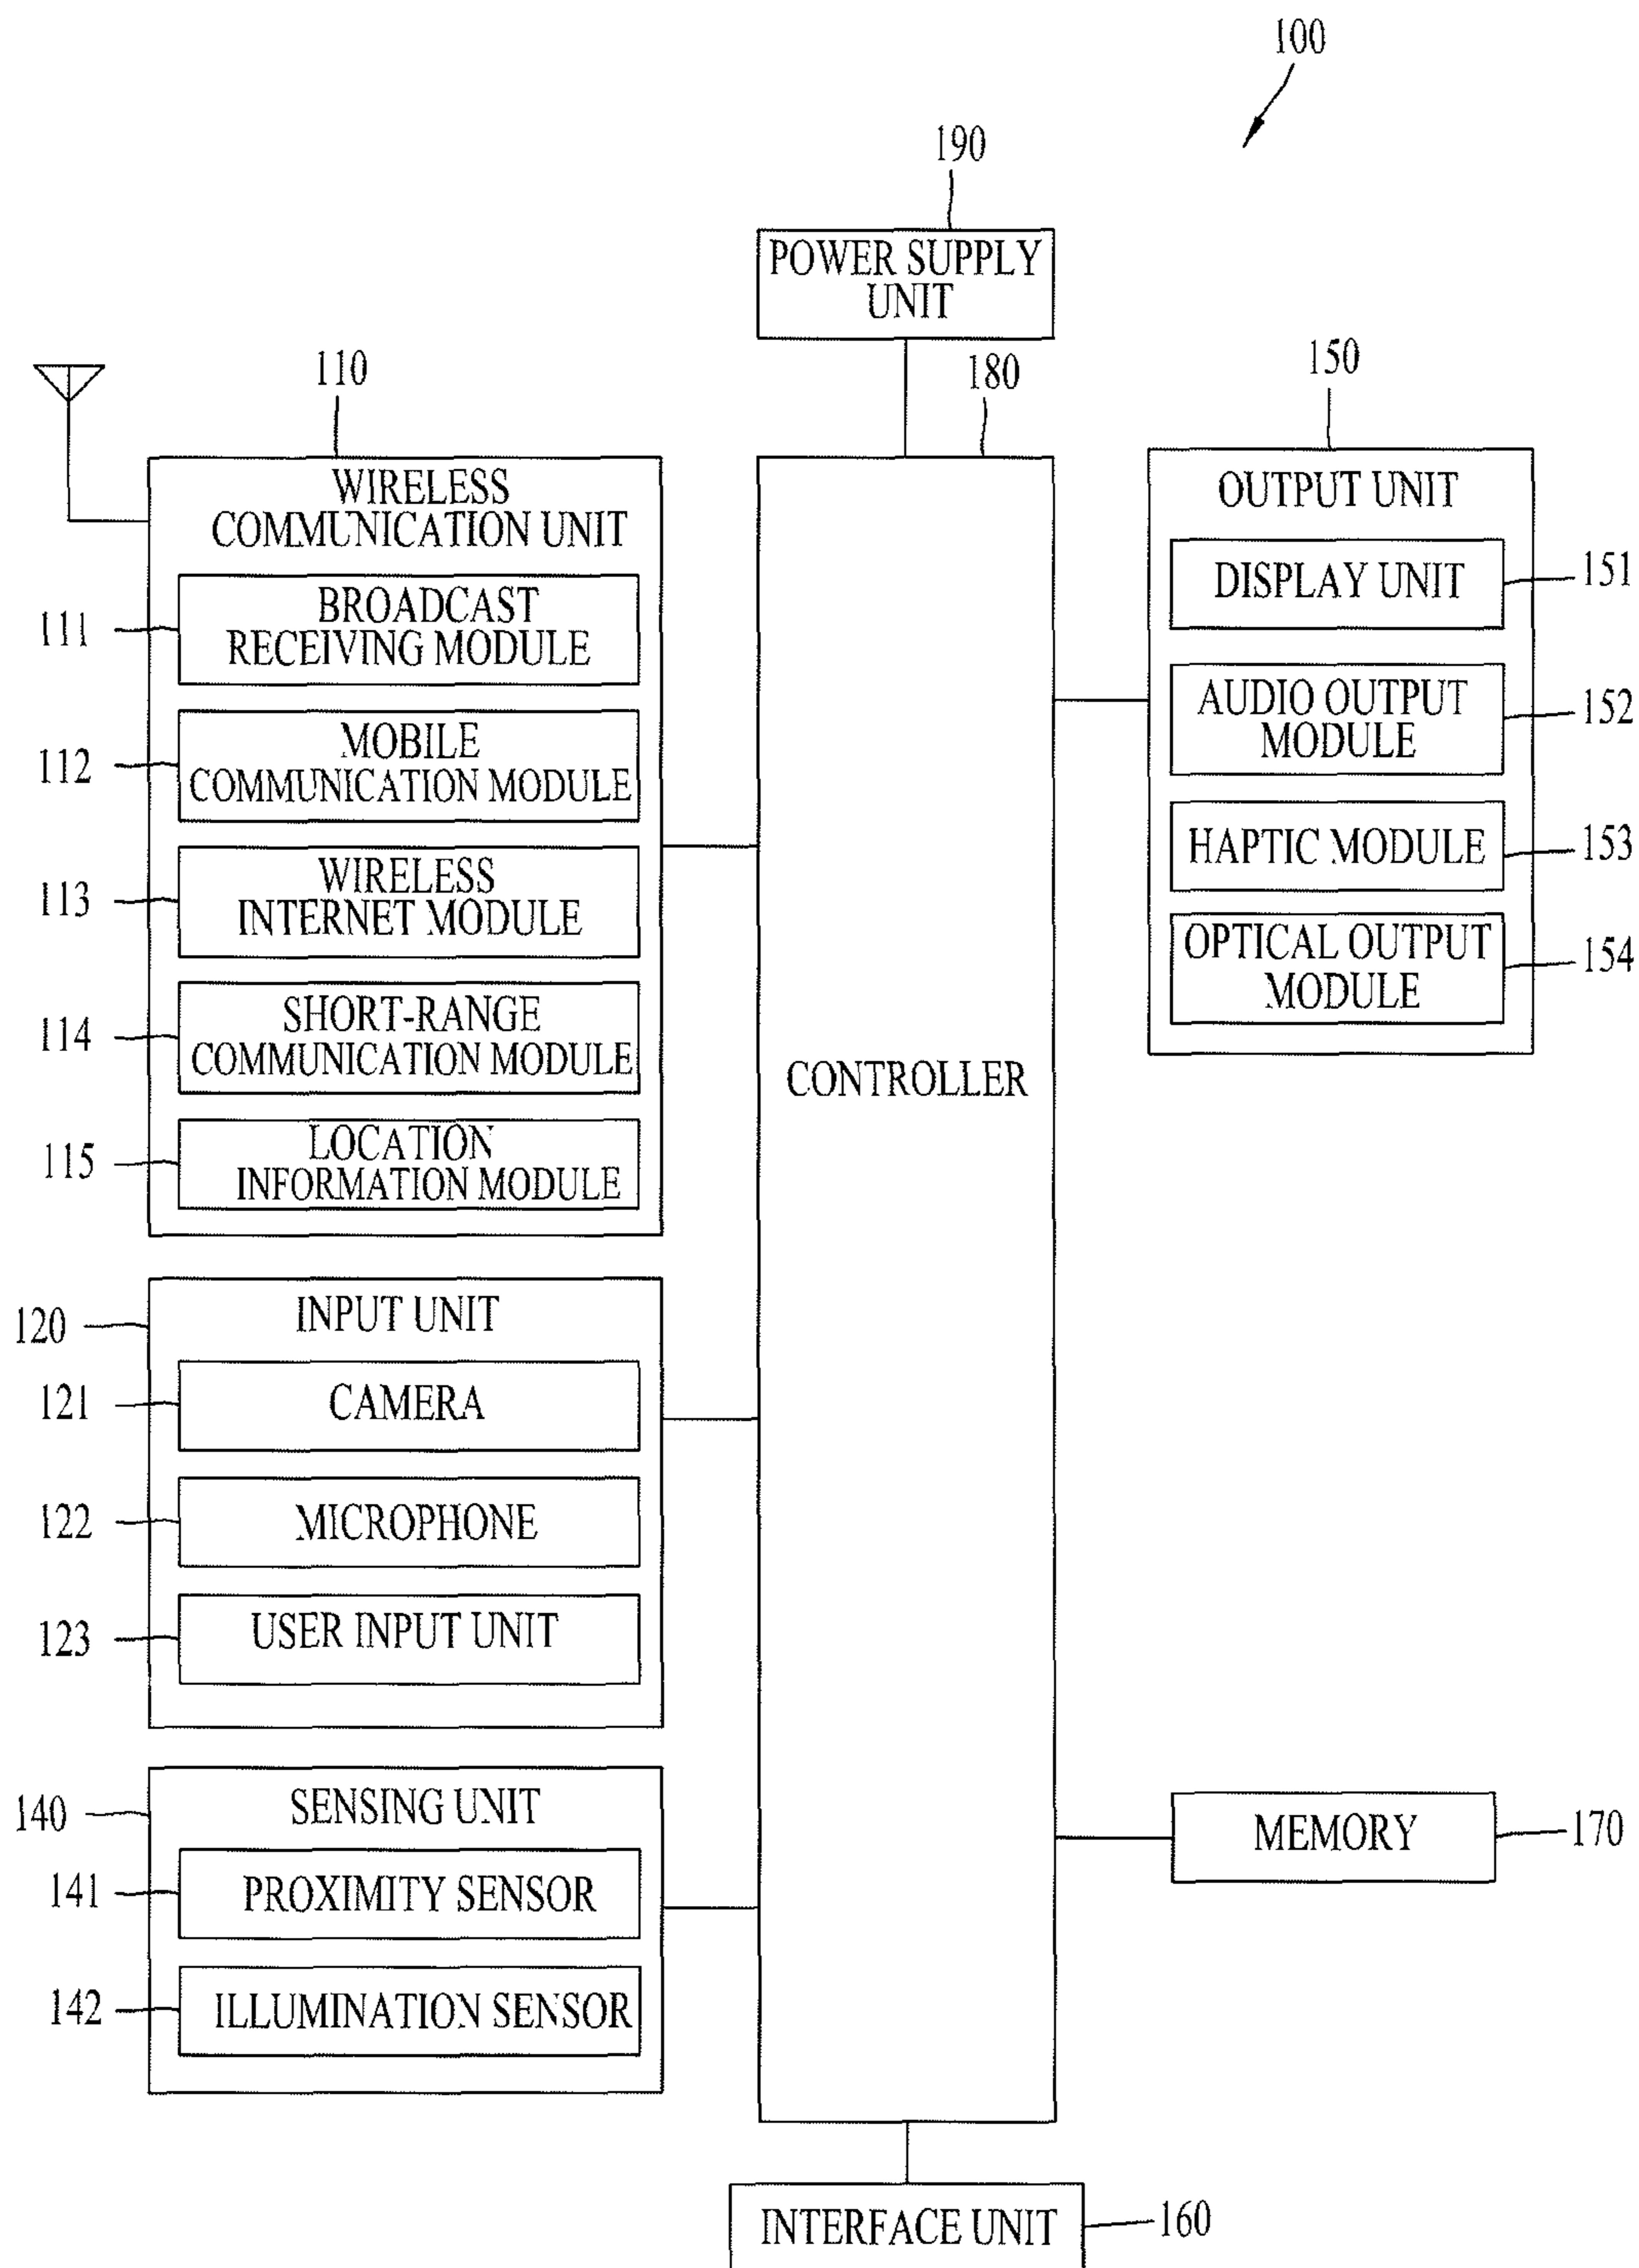 100
190
POWER SUPPLY
UNIT
110
180
150
WIRELESS
COMMUNICATION UNIT
111
BROADCAST
RECEIVING MODULE
112
MOBILE
COMMUNICATION MODULE
113
WIRELESS
INTERNET MODULE
114
SHORT-RANGE
COMMUNICATION MODULE
115
LOCATION
INFORMATION MODULE
120
INPUT UNIT
121
CAMERA
122
MICROPHONE
123
USER INPUT UNIT
140
SENSING UNIT
141
PROXIMITY SENSOR
142
ILLUMINATION SENSOR
CONTROLLER
OUTPUT UNIT
DISPLAY UNIT
151
AUDIO OUTPUT
MODULE
152
HAPTIC MODULE
153
OPTICAL OUTPUT
MODULE
154
MEMORY
170
INTERFACE UNIT
160